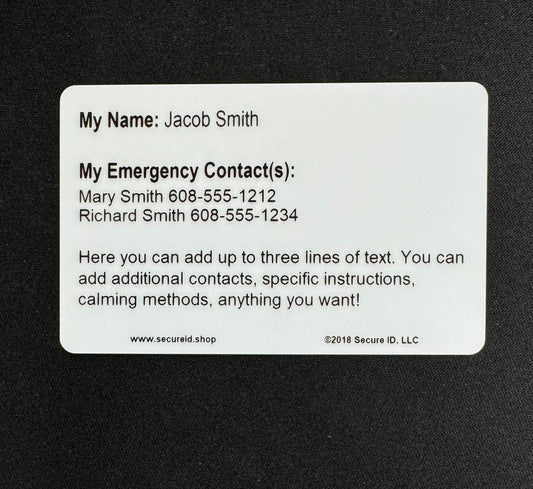 My Name: Jacob Smith
My Emergency Contact(s):
Mary Smith 608-555-1212
Richard Smith 608-555-1234
Here you can add up to three lines of text. You can
add additional contacts, specific instructions,
calming methods, anything you want!
www.secureid.shop ©2018 Secure ID, LLC